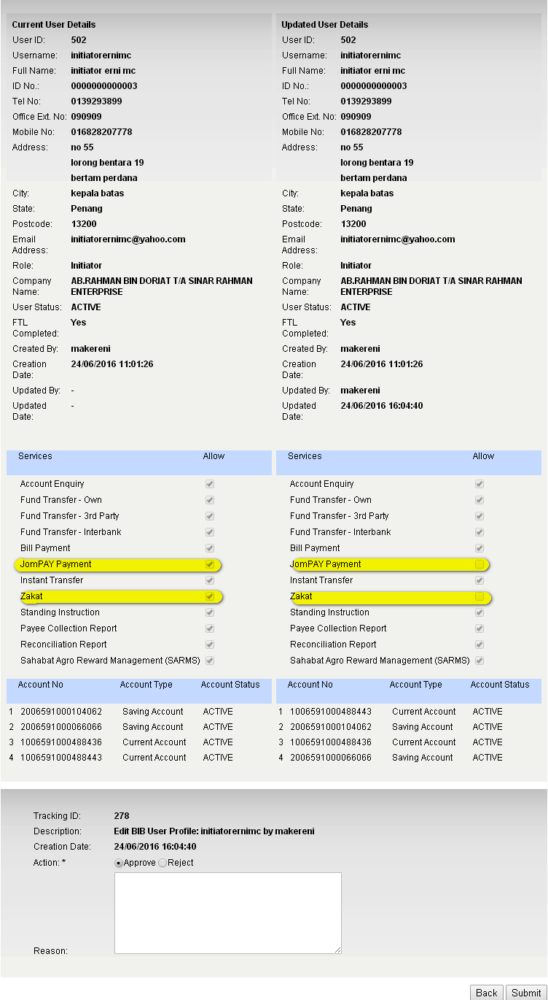 Current User Details
User ID: 502
Username: initiatorernimc
Full Name: initiator erni mc
ID No.: 0000000000003
Tel No: 0139293899
Office Ext. No: 090909
Mobile No: 016828207778
Address: no 55
lorong bentara 19
bertam perdana
City: kepala batas
State: Penang
Postcode: 13200
Email
Address: initiatorernimc@yahoo.com
Role: Initiator
Company
Name: AB.RAHMAN BIN DORIAT T/A SINAR RAHMAN
ENTERPRISE
User Status: ACTIVE
FTL
Completed: Yes
Created By: makereni
Creation
Date: 24/06/2016 11:01:26
Updated By: -
Updated
Date: -
Services Allow
Account Enquiry
Fund Transfer - Own
Fund Transfer - 3rd Party
Fund Transfer - Interbank
Bill Payment
JomPAY Payment
Instant Transfer
Zakat
Standing Instruction
Payee Collection Report
Reconciliation Report
Sahabat Agro Reward Management (SARMS)
Account No Account Type Account Status
1 2006591000104062 Saving Account ACTIVE
2 2006591000066066 Saving Account ACTIVE
3 1006591000488436 Current Account ACTIVE
4 1006591000488443 Current Account ACTIVE
Updated User Details
User ID: 502
Username: initiatorernimc
Full Name: initiator erni mc
ID No.: 0000000000003
Tel No: 0139293899
Office Ext. No: 090909
Mobile No: 016828207778
Address: no 55
lorong bentara 19
bertam perdana
City: kepala batas
State: Penang
Postcode: 13200
Email
Address: initiatorernimc@yahoo.com
Role: Initiator
Company
Name: AB.RAHMAN BIN DORIAT T/A SINAR RAHMAN
ENTERPRISE
User Status: ACTIVE
FTL
Completed: Yes
Created By: makereni
Creation
Date: 24/06/2016 11:01:26
Updated By: makereni
Updated
Date: 24/06/2016 16:04:40
Services Allow
Account Enquiry
Fund Transfer - Own
Fund Transfer - 3rd Party
Fund Transfer - Interbank
Bill Payment
JomPAY Payment
Instant Transfer
Zakat
Standing Instruction
Payee Collection Report
Reconciliation Report
Sahabat Agro Reward Management (SARMS)
Account No Account Type Account Status
1 1006591000488443 Current Account ACTIVE
2 2006591000104062 Saving Account ACTIVE
3 1006591000488436 Current Account ACTIVE
4 2006591000066066 Saving Account ACTIVE
Tracking ID: 278
Description: Edit BIB User Profile: initiatorernimc by makereni
Creation Date: 24/06/2016 16:04:40
Action: * Approve Reject
Reason:
Back Submit